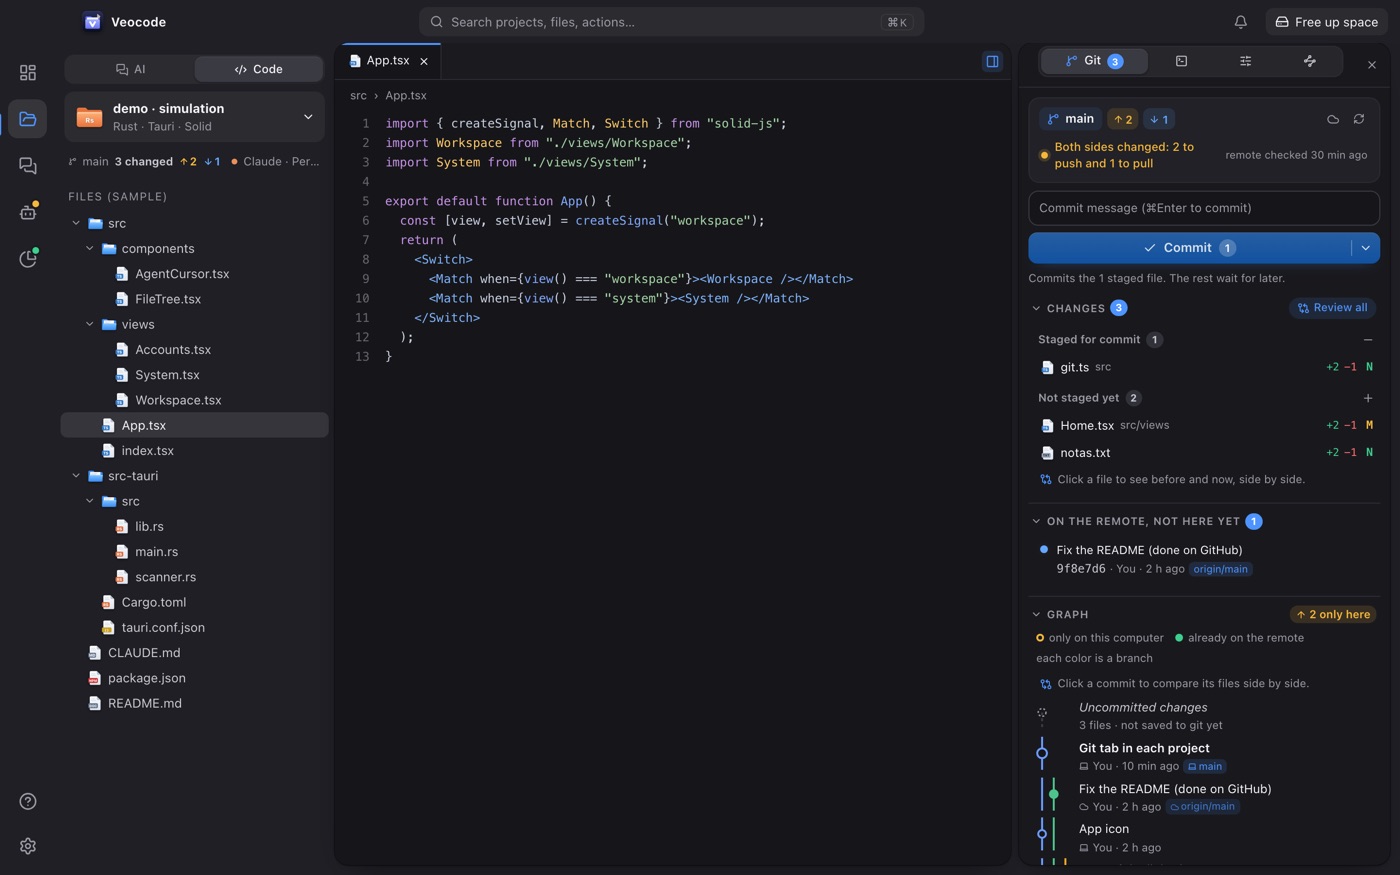 Veocode
Search projects, files, actions...
⌘K
Free up space
AI
Code
demo · simulation
Rust · Tauri · Solid
main 3 changed ↑2 ↓1 Claude · Per...
FILES (SAMPLE)
src
components
AgentCursor.tsx
FileTree.tsx
views
Accounts.tsx
System.tsx
Workspace.tsx
App.tsx
index.tsx
src-tauri
src
lib.rs
main.rs
scanner.rs
Cargo.toml
tauri.conf.json
CLAUDE.md
package.json
README.md
App.tsx
src › App.tsx
1 import { createSignal, Match, Switch } from "solid-js";
2 import Workspace from "./views/Workspace";
3 import System from "./views/System";
4
5 export default function App() {
6   const [view, setView] = createSignal("workspace");
7   return (
8     <Switch>
9       <Match when={view() === "workspace"}><Workspace /></Match>
10       <Match when={view() === "system"}><System /></Match>
11     </Switch>
12   );
13 }
Git 3
main ↑2 ↓1
Both sides changed: 2 to
push and 1 to pull
remote checked 30 min ago
Commit message (⌘Enter to commit)
Commit 1
Commits the 1 staged file. The rest wait for later.
CHANGES 3
Review all
Staged for commit 1
git.ts src +2 −1 N
Not staged yet 2
Home.tsx src/views +2 −1 M
notas.txt +2 −1 N
Click a file to see before and now, side by side.
ON THE REMOTE, NOT HERE YET 1
Fix the README (done on GitHub)
9f8e7d6 · You · 2 h ago origin/main
GRAPH
↑ 2 only here
only on this computer already on the remote
each color is a branch
Click a commit to compare its files side by side.
Uncommitted changes
3 files · not saved to git yet
Git tab in each project
You · 10 min ago main
Fix the README (done on GitHub)
You · 2 h ago origin/main
App icon
You · 2 h ago